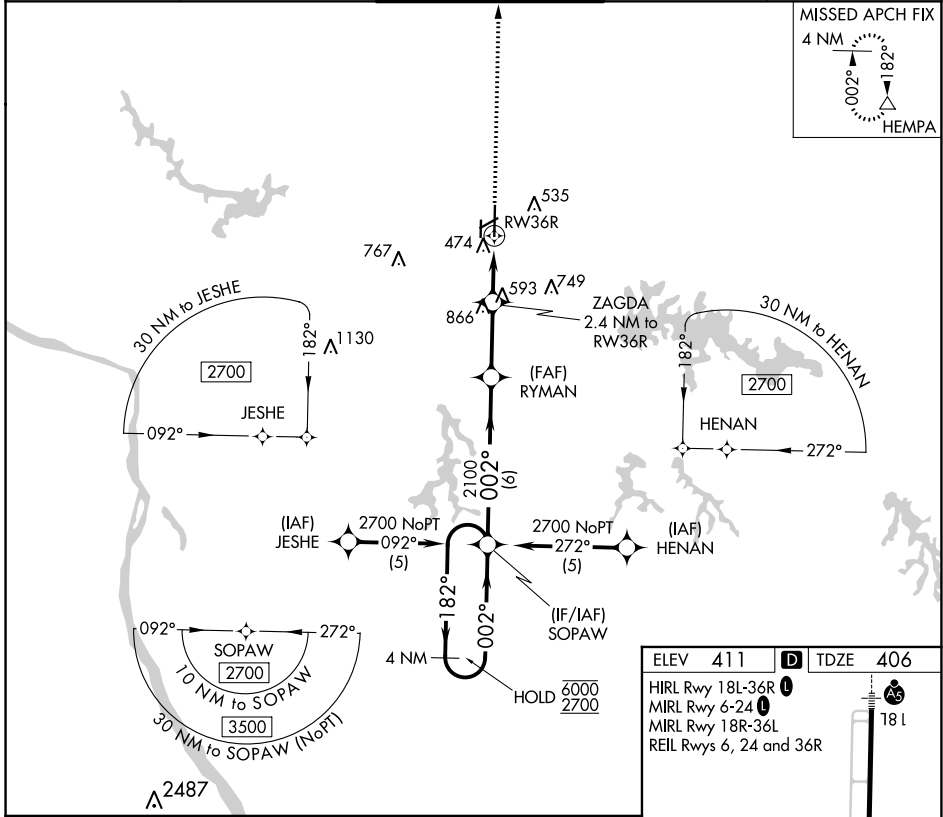 MISSED APCH FIX
4 NM
002°
182°
HEMPA
535
RW36R
474
767
593
749
866
ZAGDA
2.4 NM to
RW36R
30 NM to JESHE
182°
1130
2700
JESHE
092°
30 NM to HENAN
182°
2700
HENAN
272°
(FAF)
RYMAN
2100
002°
(6)
(IAF)
JESHE
2700 NoPT
092°
(5)
2700 NoPT
272°
(5)
(IAF)
HENAN
182°
002°
(IF/IAF)
SOPAW
4 NM
HOLD 6000
2700
092°
272°
SOPAW
2700
10 NM to SOPAW
3500
30 NM to SOPAW (NoPT)
2487
ELEV 411 D TDZE 406
HIRL Rwy 18L-36R L
MIRL Rwy 6-24 L
MIRL Rwy 18R-36L
REIL Rwys 6, 24 and 36R
A5
18L